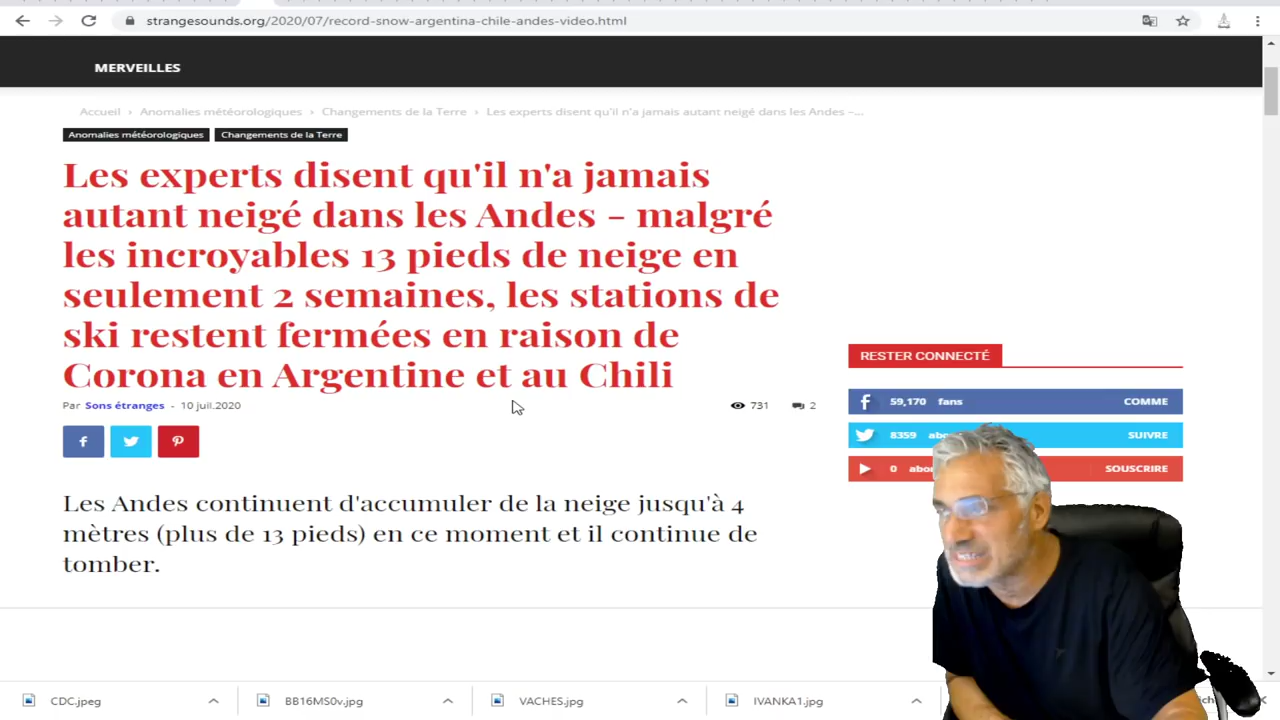 strangesounds.org/2020/07/record-snow-argentina-chile-andes-video.html
MERVEILLES
Accueil › Anomalies météorologiques › Changements de la Terre › Les experts disent qu'il n'a jamais autant neigé dans les Andes –...
Anomalies météorologiques Changements de la Terre
Les experts disent qu'il n'a jamais
autant neigé dans les Andes – malgré
les incroyables 13 pieds de neige en
seulement 2 semaines, les stations de
ski restent fermées en raison de
Corona en Argentine et au Chili
Par Sons étranges - 10 juil.2020 731 2
RESTER CONNECTÉ
59,170 fans COMME
8359 SUIVRE
0 SOUSCRIRE
Les Andes continuent d'accumuler de la neige jusqu'à 4
mètres (plus de 13 pieds) en ce moment et il continue de
tomber.
CDC.jpeg BB16MS0v.jpg VACHES.jpg IVANKA1.jpg